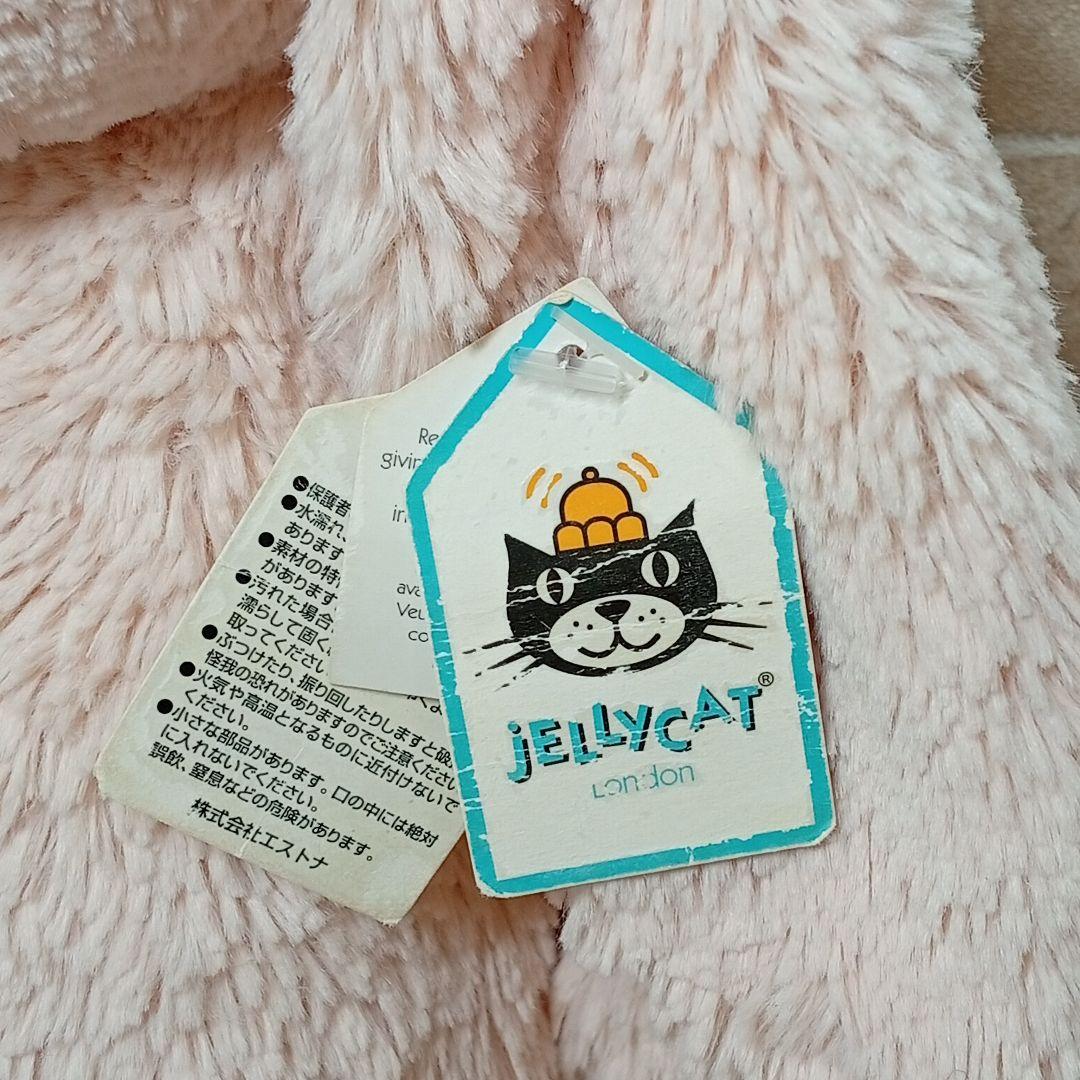 保護者
水濡れ、
あります
素材の特
があります
汚れた場合
濡らして固く
取ってください
ぶつけたり、振り回したりしますと破
怪我の恐れがありますのでご注意ください
火気や高温となるものに近付けないで
ください。
小さな部品があります。口の中には絶対
に入れないでください。
誤飲、窒息などの危険があります。
株式会社エストナ
Re
givin
in
ava
Veu
co
jELLYCAT®
London